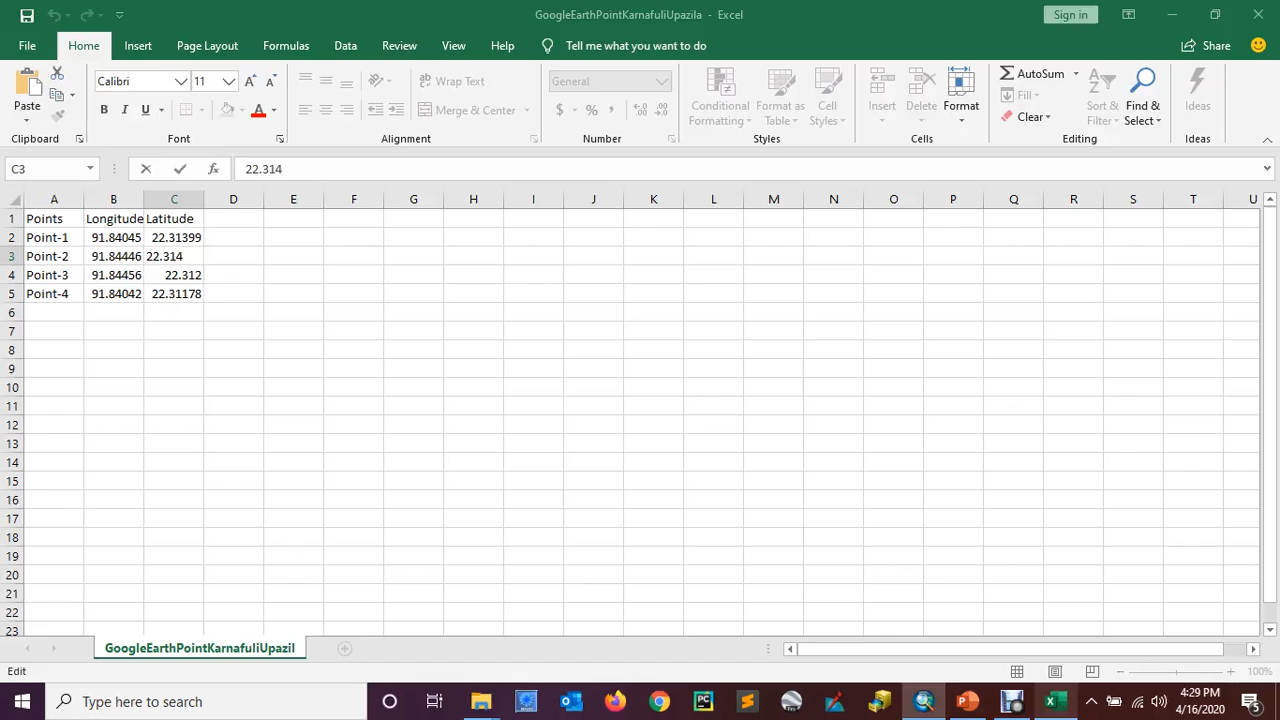 GoogleEarthPointKarnafuliUpazila - Excel
Sign in
File Home Insert Page Layout Formulas Data Review View Help Tell me what you want to do Share
Paste
Calibri 11
B I U A
Wrap Text
Merge & Center
General
$ % ,
Conditional Formatting
Format as Table
Cell Styles
Insert Delete Format
AutoSum
Fill
Clear
Sort & Filter
Find & Select
Ideas
Clipboard Font Alignment Number Styles Cells Editing Ideas
C3 fx 22.314
A B C D E F G H I J K L M N O P Q R S T U
1 Points Longitude Latitude
2 Point-1 91.84045 22.31399
3 Point-2 91.84446 22.314
4 Point-3 91.84456 22.312
5 Point-4 91.84042 22.31178
6
7
8
9
10
11
12
13
14
15
16
17
18
19
20
21
22
23
GoogleEarthPointKarnafuliUpazil
Edit 100%
Type here to search
4:29 PM
4/16/2020
5